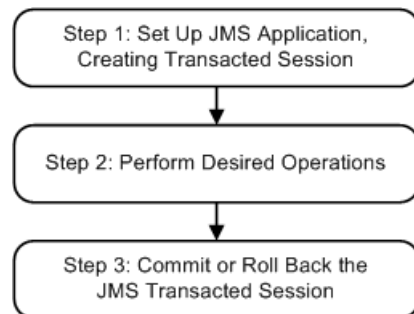 Step 1: Set Up JMS Application,
Creating Transacted Session
Step 2: Perform Desired Operations
Step 3: Commit or Roll Back the
JMS Transacted Session